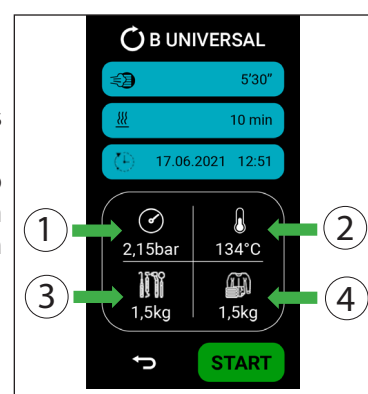 B UNIVERSAL
5'30"
10 min
17.06.2021 12:51
1
2
2,15bar
134°C
3
4
1,5kg
1,5kg
START